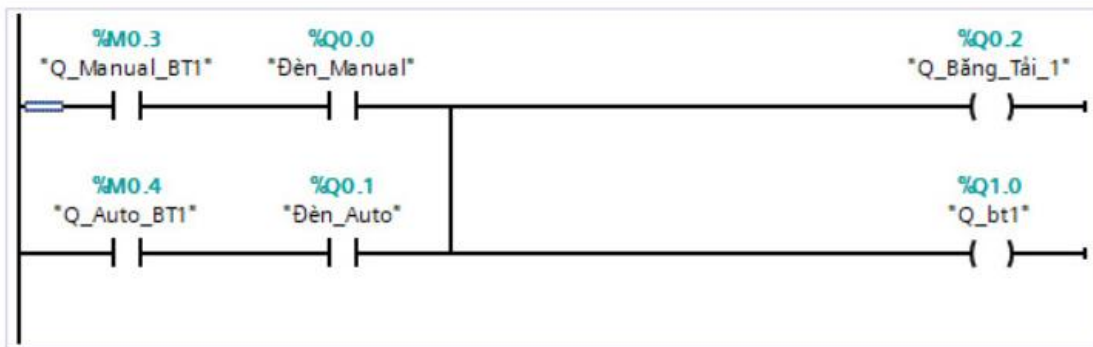 %M0.3 %Q0.0 %Q0.2
"Q_Manual_BT1" "Đèn_Manual" "Q_Băng_Tải_1"
%M0.4 %Q0.1 %Q1.0
"Q_Auto_BT1" "Đèn_Auto" "Q_bt1"